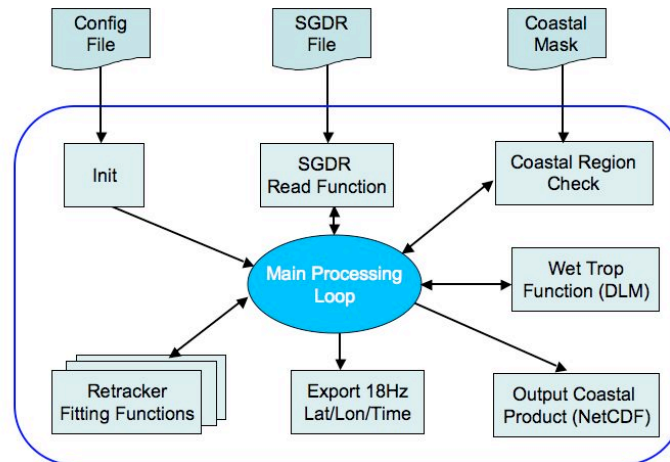 Config
File
SGDR
File
Coastal
Mask
Init
SGDR
Read Function
Coastal Region
Check
Main Processing
Loop
Wet Trop
Function (DLM)
Retracker
Fitting Functions
Export 18Hz
Lat/Lon/Time
Output Coastal
Product (NetCDF)